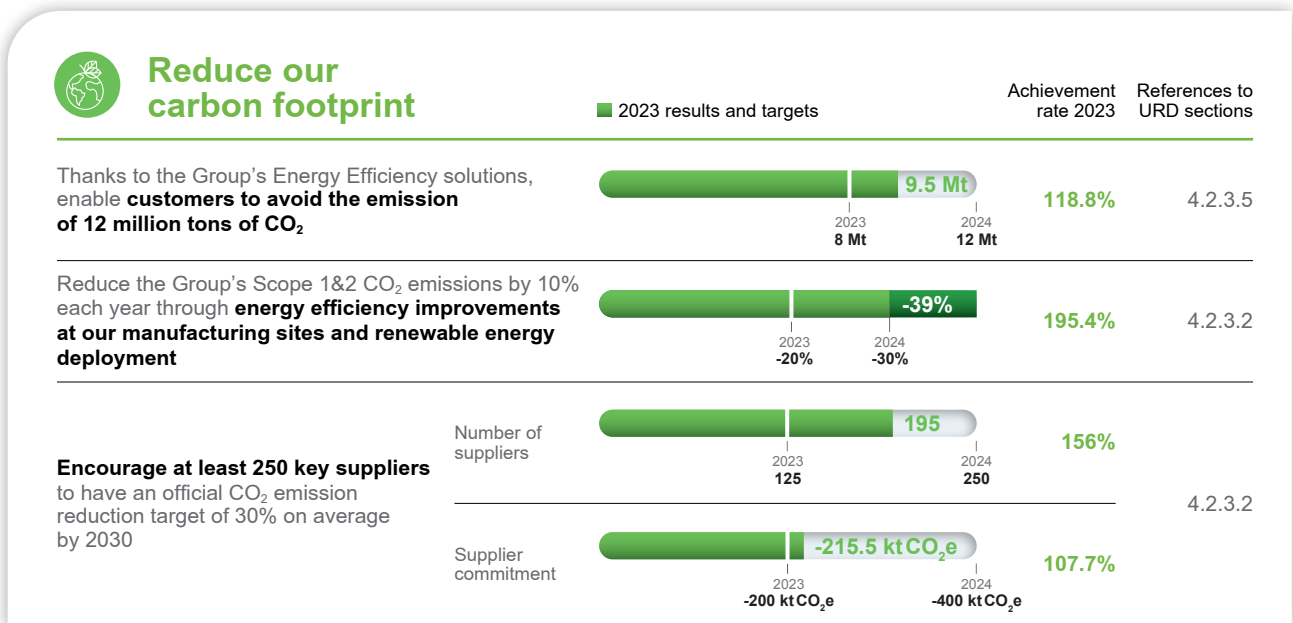 Reduce our
carbon footprint
2023 results and targets
Achievement
rate 2023
References to
URD sections
Thanks to the Group’s Energy Efficiency solutions,
enable customers to avoid the emission
of 12 million tons of CO₂
9.5 Mt
2023
8 Mt
2024
12 Mt
118.8%
4.2.3.5
Reduce the Group’s Scope 1&2 CO₂ emissions by 10%
each year through energy efficiency improvements
at our manufacturing sites and renewable energy
deployment
-39%
2023
-20%
2024
-30%
195.4%
4.2.3.2
Encourage at least 250 key suppliers
to have an official CO₂ emission
reduction target of 30% on average
by 2030
Number of
suppliers
195
2023
125
2024
250
156%
4.2.3.2
Supplier
commitment
-215.5 kt CO₂e
2023
-200 kt CO₂e
2024
-400 kt CO₂e
107.7%